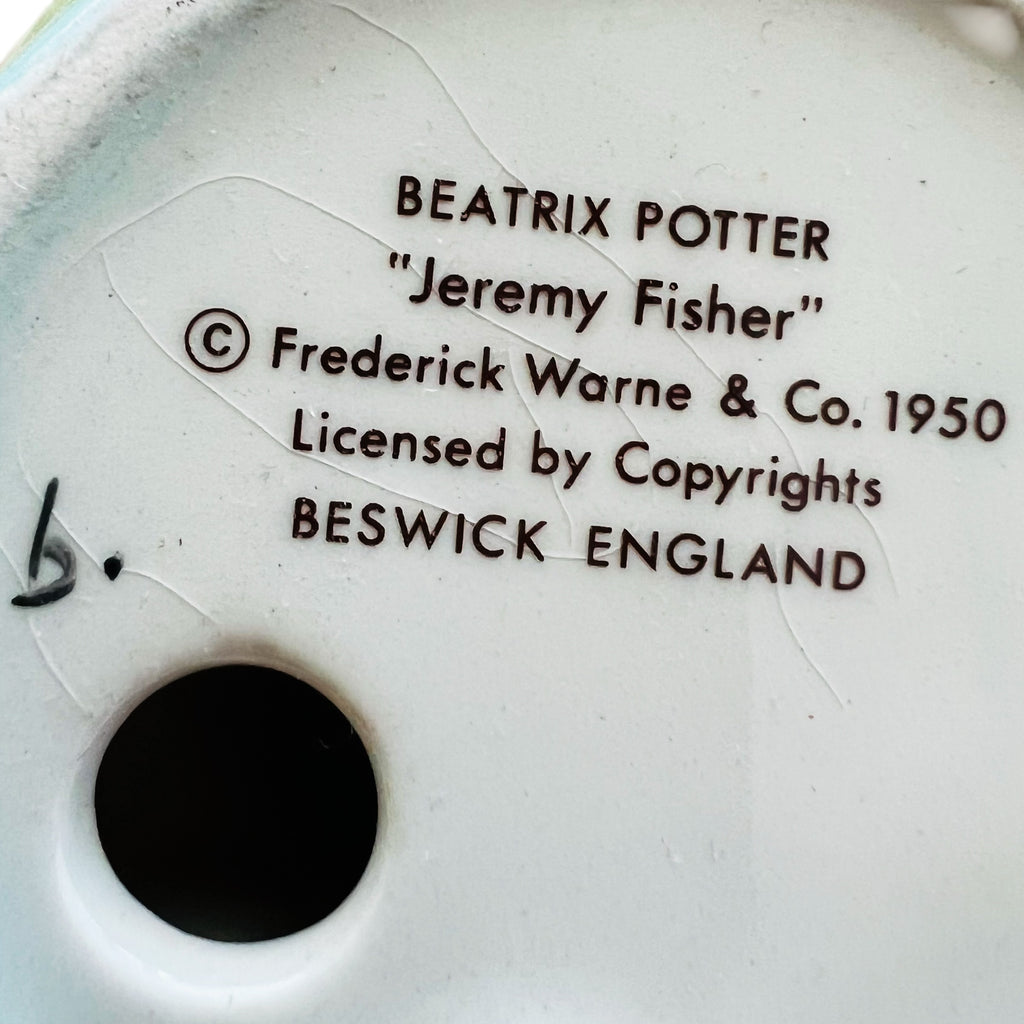 BEATRIX POTTER
"Jeremy Fisher"
© Frederick Warne & Co. 1950
Licensed by Copyrights
BESWICK ENGLAND
b.